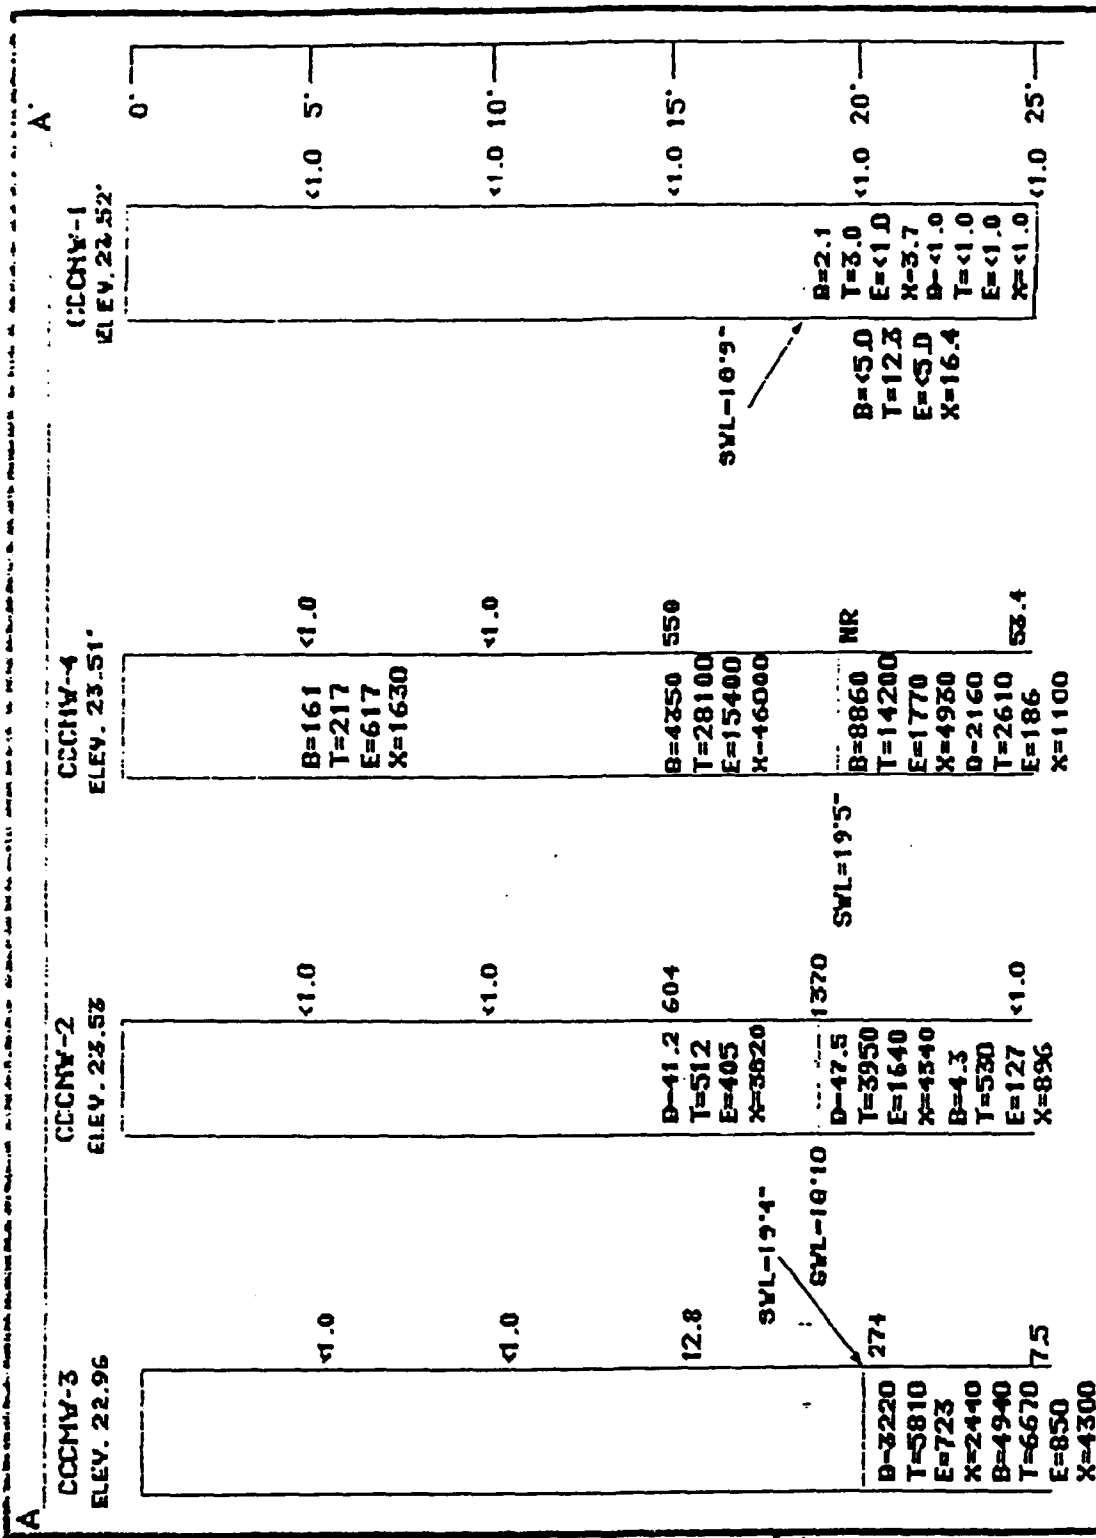 A
A'
CCCMW-3
ELEV. 22.96
<1.0
<1.0
12.8
SWL-19'4"
274
7.5
B-3220
T=5810
E=723
X=2440
B=4940
T=6670
E=850
X=4300
CCCMW-2
ELEV. 23.53
<1.0
<1.0
604
1370
<1.0
B-41.2
T=512
E=405
X=3820
SWL-18'10
B-47.5
T=3950
E=1640
X=4340
B=4.3
T=530
E=127
X=896
CCCMW-4
ELEV. 23.51'
<1.0
<1.0
550
NR
53.4
B=161
T=217
E=617
X=1630
B=4350
T=28100
E=15400
X-46000
SWL=19'5"
B=8860
T=14200
E=1770
X=4930
B-2160
T=2610
E=186
X=1100
CCCMW-1
ELEV. 22.52'
<1.0
<1.0
<1.0
<1.0
<1.0
SWL-18'9"
B=2.1
T=3.0
E=<1.0
X-3.7
B-<1.0
T=<1.0
E=<1.0
X=<1.0
B=<5.0
T=12.3
E=<5.0
X=16.4
0'
5'
10'
15'
20'
25'